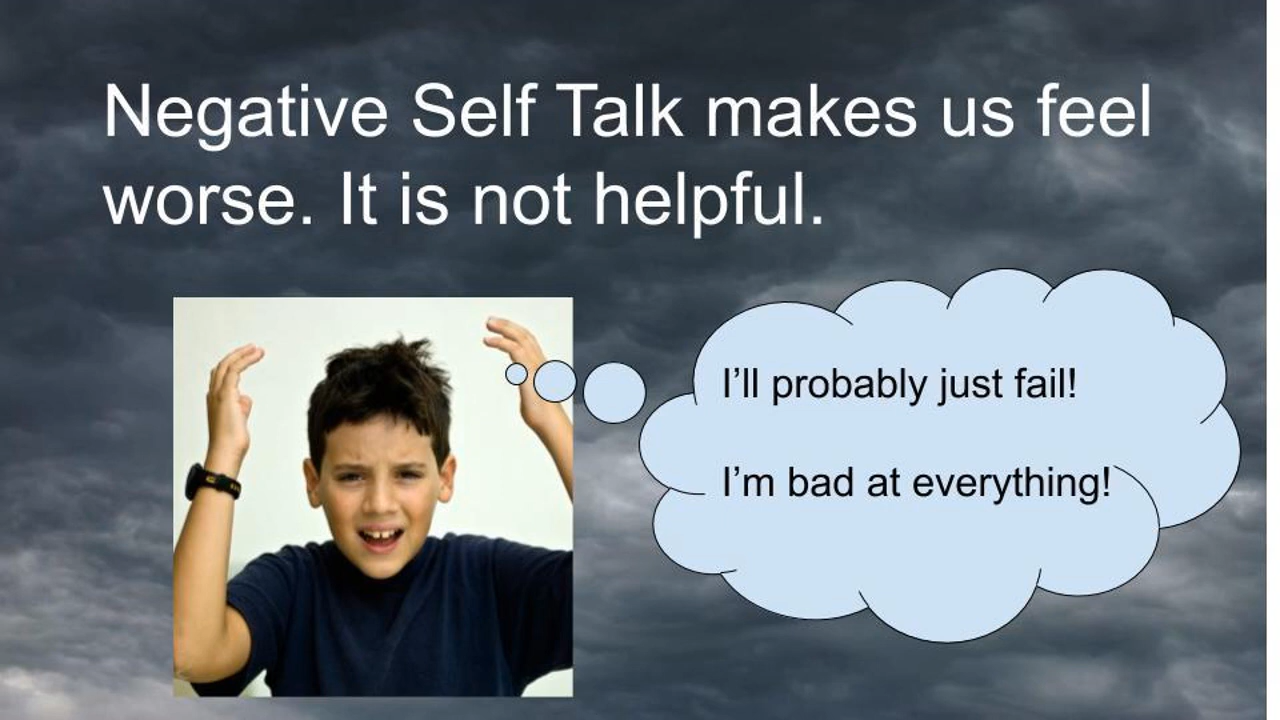 Negative Self Talk makes us feel
worse. It is not helpful.
I’ll probably just fail!
I’m bad at everything!